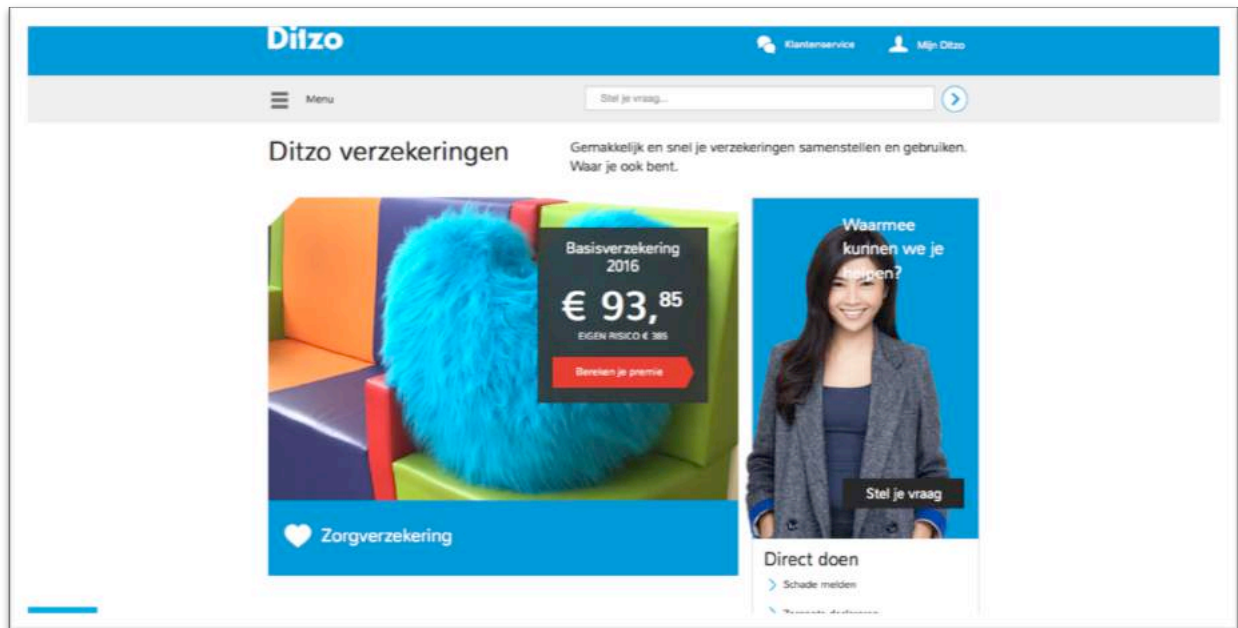 Ditzo
Klantenservice
Mijn Ditzo
Menu
Stel je vraag...
Ditzo verzekeringen
Gemakkelijk en snel je verzekeringen samenstellen en gebruiken.
Waar je ook bent.
Basisverzekering
2016
€ 93,85
EIGEN RISICO € 385
Bereken je premie
Zorgverzekering
Waarmee
kunnen we je
helpen?
Stel je vraag
Direct doen
Schade melden